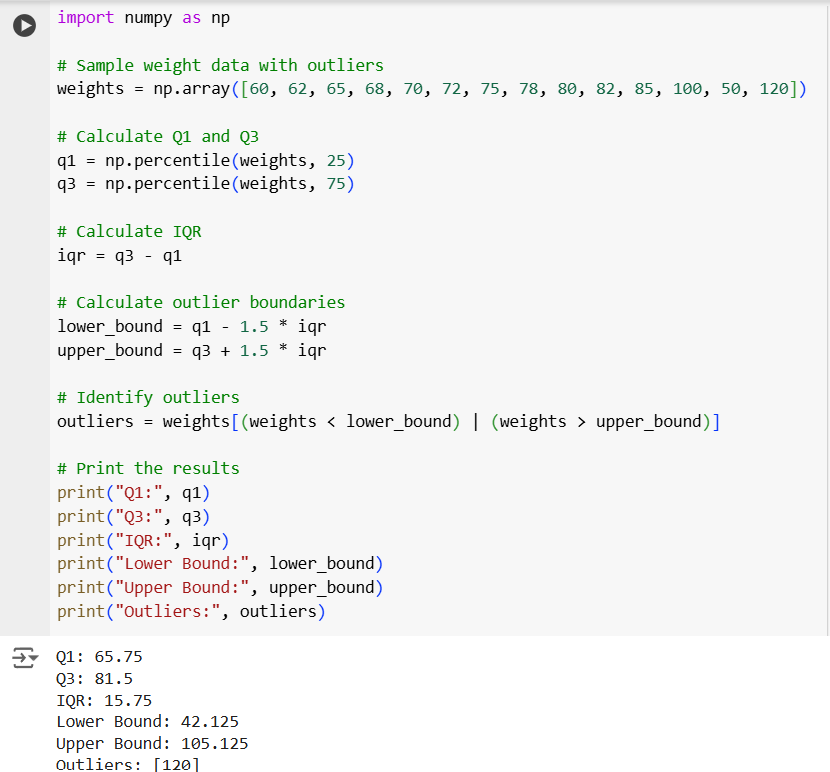 import numpy as np
# Sample weight data with outliers
weights = np.array([60, 62, 65, 68, 70, 72, 75, 78, 80, 82, 85, 100, 50, 120])
# Calculate Q1 and Q3
q1 = np.percentile(weights, 25)
q3 = np.percentile(weights, 75)
# Calculate IQR
iqr = q3 - q1
# Calculate outlier boundaries
lower_bound = q1 - 1.5 * iqr
upper_bound = q3 + 1.5 * iqr
# Identify outliers
outliers = weights[(weights < lower_bound) | (weights > upper_bound)]
# Print the results
print("Q1:", q1)
print("Q3:", q3)
print("IQR:", iqr)
print("Lower Bound:", lower_bound)
print("Upper Bound:", upper_bound)
print("Outliers:", outliers)
Q1: 65.75
Q3: 81.5
IQR: 15.75
Lower Bound: 42.125
Upper Bound: 105.125
Outliers: [120]